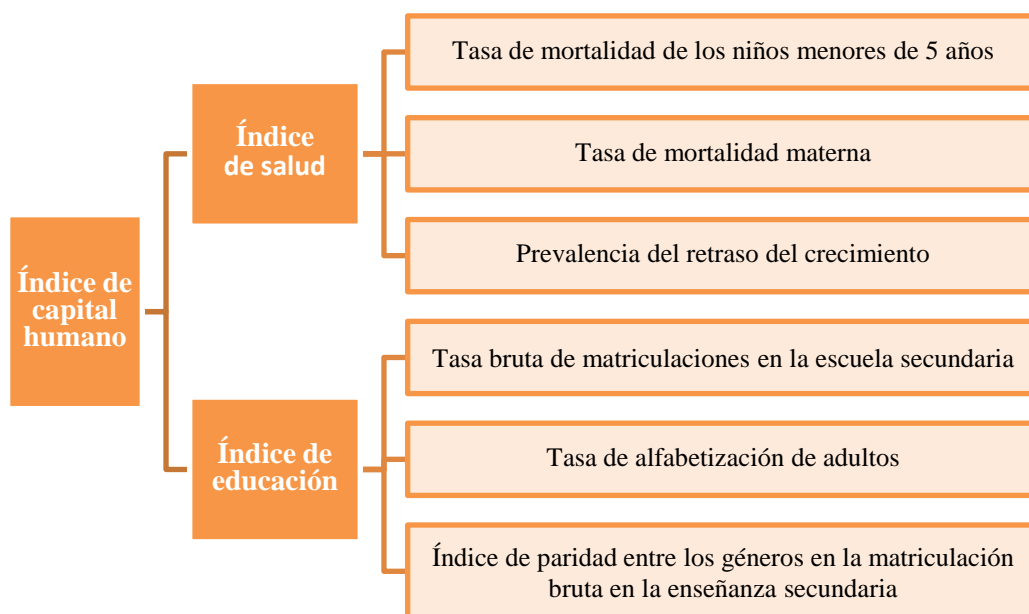 Índice de
capital
humano
Índice
de salud
Tasa de mortalidad de los niños menores de 5 años
Tasa de mortalidad materna
Prevalencia del retraso del crecimiento
Índice de
educación
Tasa bruta de matriculaciones en la escuela secundaria
Tasa de alfabetización de adultos
Índice de paridad entre los géneros en la matriculación
bruta en la enseñanza secundaria